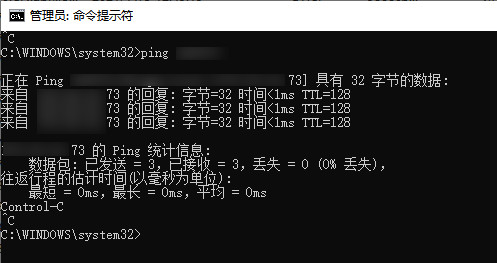 管理员: 命令提示符
^C
C:\WINDOWS\system32>ping
正在 Ping 73] 具有 32 字节的数据:
来自 73 的回复: 字节=32 时间<1ms TTL=128
来自 73 的回复: 字节=32 时间<1ms TTL=128
来自 73 的回复: 字节=32 时间<1ms TTL=128
73 的 Ping 统计信息:
数据包: 已发送 = 3，已接收 = 3，丢失 = 0 (0% 丢失)，
往返行程的估计时间(以毫秒为单位):
最短 = 0ms，最长 = 0ms，平均 = 0ms
Control-C
^C
C:\WINDOWS\system32>